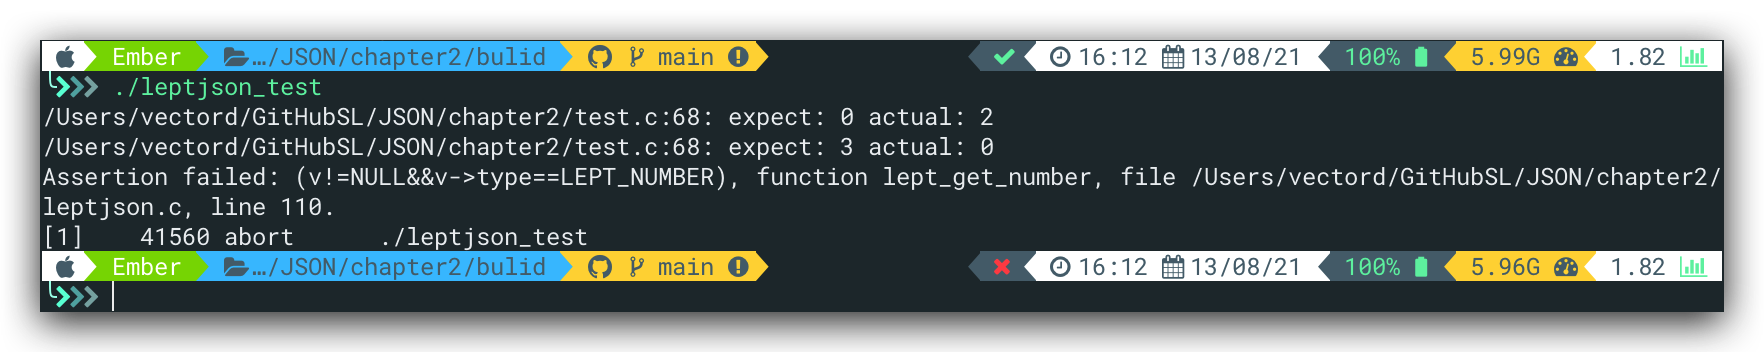 Ember …/JSON/chapter2/bulid main 16:12 13/08/21 100% 5.99G 1.82
./leptjson_test
/Users/vectord/GitHubSL/JSON/chapter2/test.c:68: expect: 0 actual: 2
/Users/vectord/GitHubSL/JSON/chapter2/test.c:68: expect: 3 actual: 0
Assertion failed: (v!=NULL&&v->type==LEPT_NUMBER), function lept_get_number, file /Users/vectord/GitHubSL/JSON/chapter2/
leptjson.c, line 110.
[1]    41560 abort      ./leptjson_test
Ember …/JSON/chapter2/bulid main 16:12 13/08/21 100% 5.96G 1.82